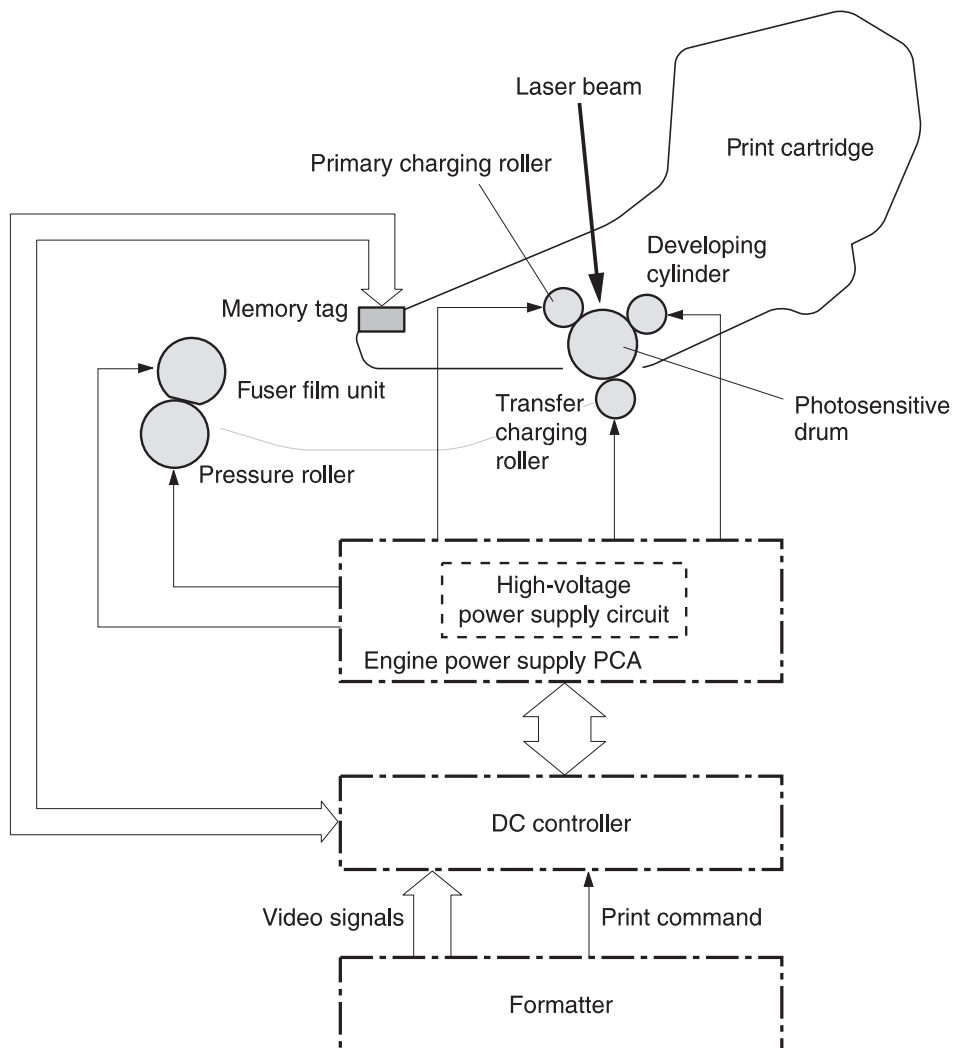 Laser beam
Print cartridge
Primary charging roller
Developing
cylinder
Memory tag
Fuser film unit
Transfer
charging
roller
Photosensitive
drum
Pressure roller
High-voltage
power supply circuit
Engine power supply PCA
DC controller
Video signals
Print command
Formatter